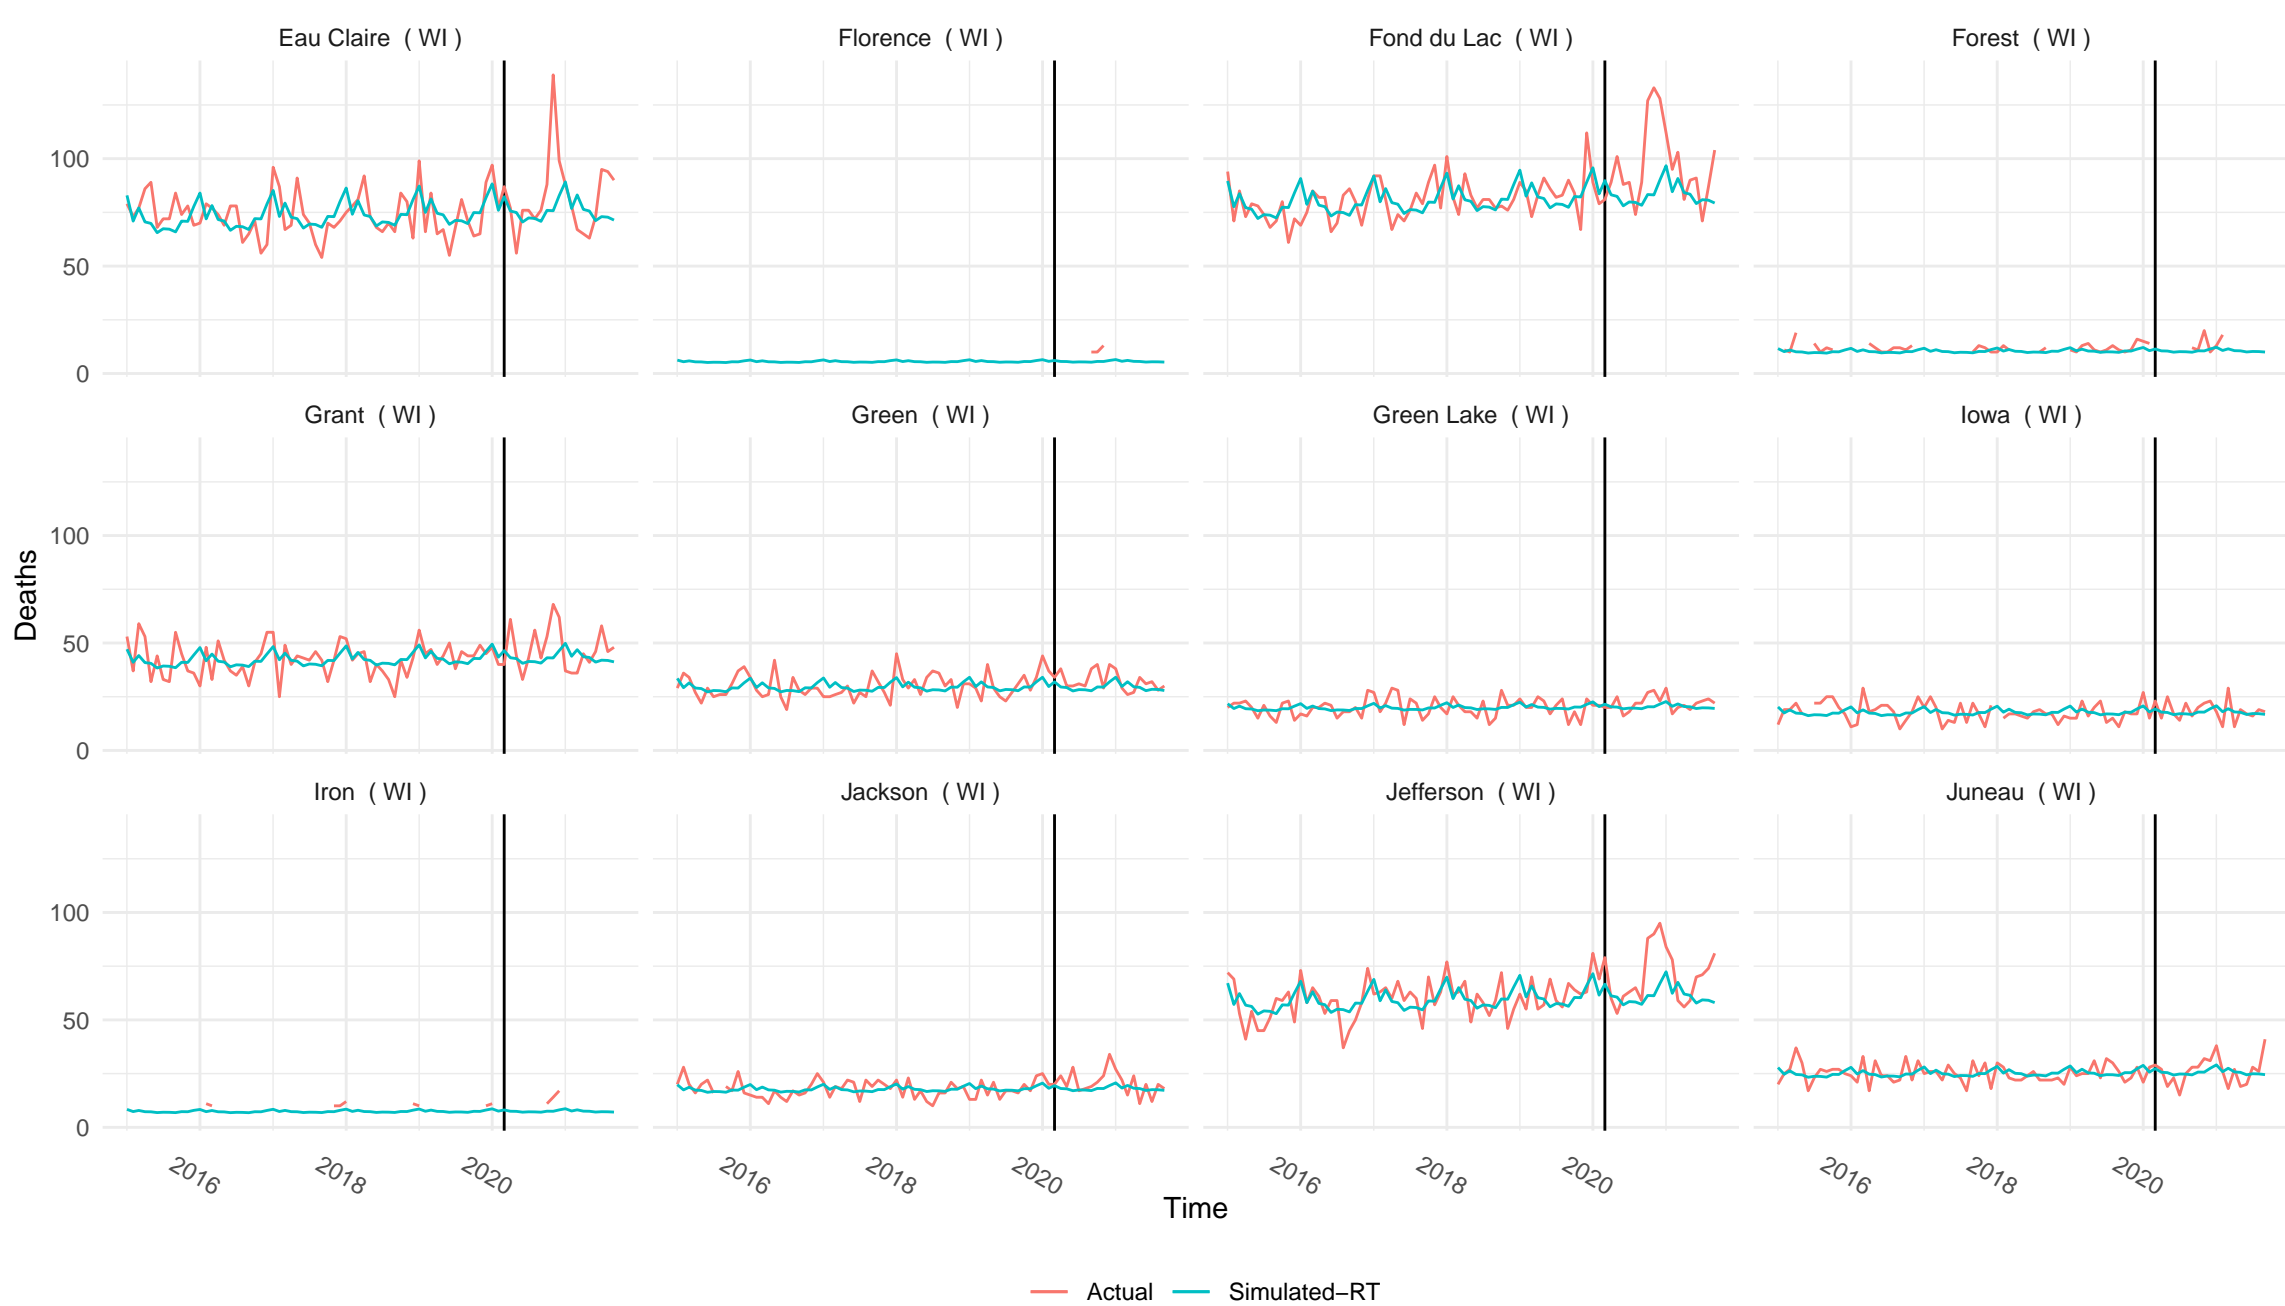 Eau Claire ( WI )
Florence ( WI )
Fond du Lac ( WI )
Forest ( WI )
100
50
0
Grant ( WI )
Green ( WI )
Green Lake ( WI )
Iowa ( WI )
100
50
0
Deaths
Iron ( WI )
Jackson ( WI )
Jefferson ( WI )
Juneau ( WI )
100
50
0
2016
2018
2020
2016
2018
2020
2016
2018
2020
2016
2018
2020
Time
Actual
Simulated−RT